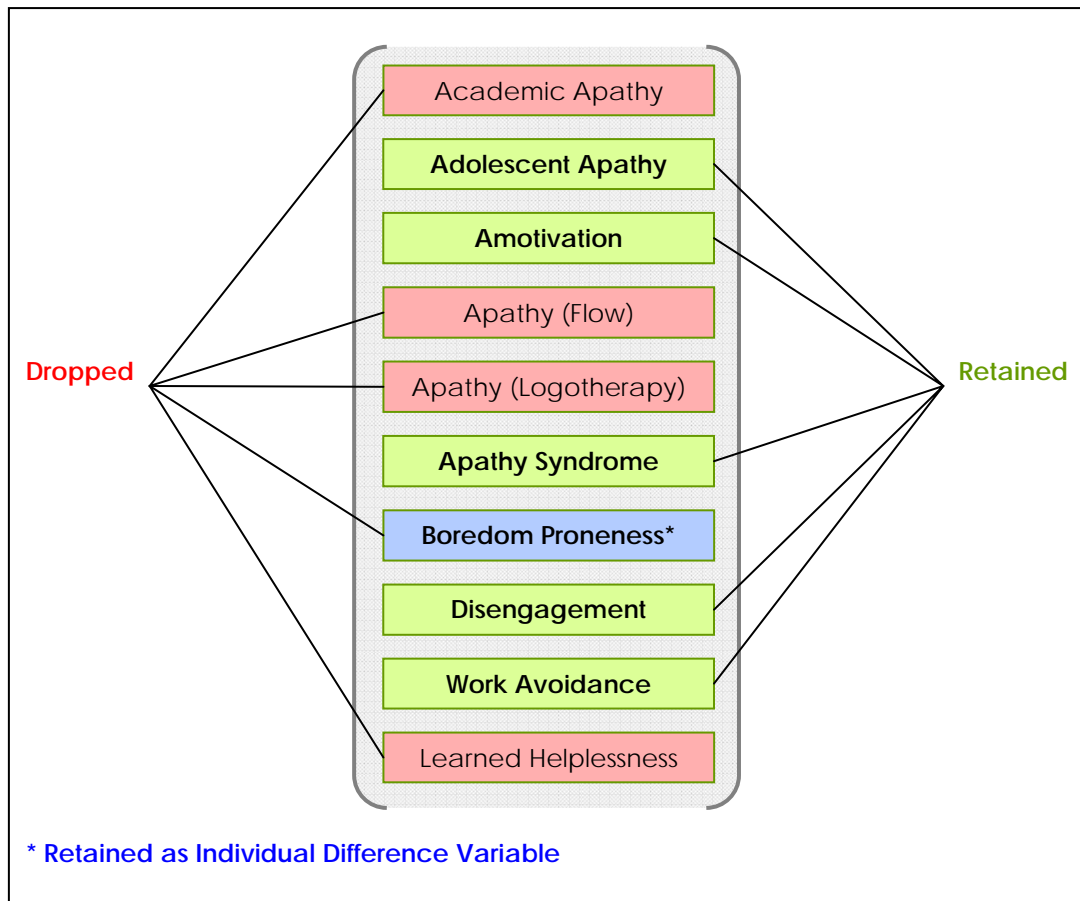 Academic Apathy
Adolescent Apathy
Amotivation
Apathy (Flow)
Dropped
Apathy (Logotherapy)
Retained
Apathy Syndrome
Boredom Proneness*
Disengagement
Work Avoidance
Learned Helplessness
* Retained as Individual Difference Variable